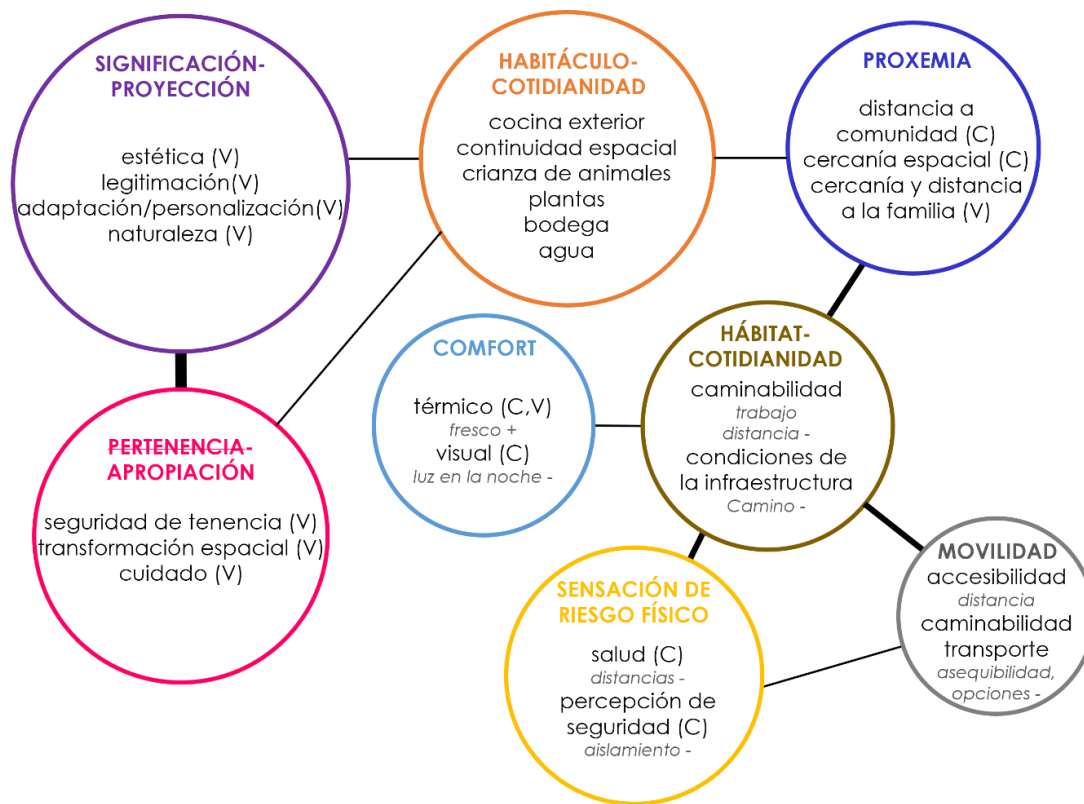 SIGNIFICACIÓN-
PROYECCIÓN
estética (V)
legitimación(V)
adaptación/personalización(V)
naturaleza (V)
HABITÁCULO-
COTIDIANIDAD
cocina exterior
continuidad espacial
crianza de animales
plantas
bodega
agua
PROXEMIA
distancia a
comunidad (C)
cercanía espacial (C)
cercanía y distancia
a la familia (V)
COMFORT
térmico (C,V)
fresco +
visual (C)
luz en la noche -
HÁBITAT-
COTIDIANIDAD
caminabilidad
trabajo
distancia -
condiciones de
la infraestructura
Camino -
PERTENENCIA-
APROPIACIÓN
seguridad de tenencia (V)
transformación espacial (V)
cuidado (V)
SENSACIÓN DE
RIESGO FÍSICO
salud (C)
distancias -
percepción de
seguridad (C)
aislamiento -
MOVILIDAD
accesibilidad
distancia
caminabilidad
transporte
asequibilidad,
opciones -